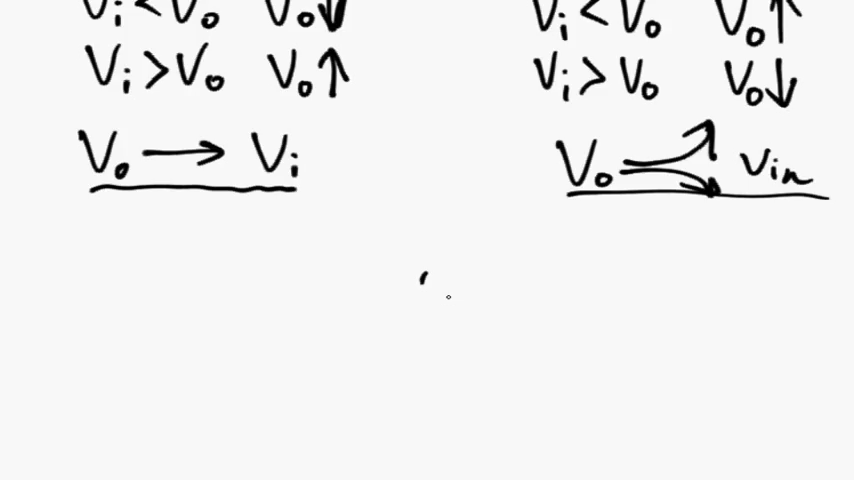 Vi < Vo Vo↓ Vi < Vo Vo↑
Vi > Vo Vo↑ Vi > Vo Vo↓
Vo → Vi Vo Vin